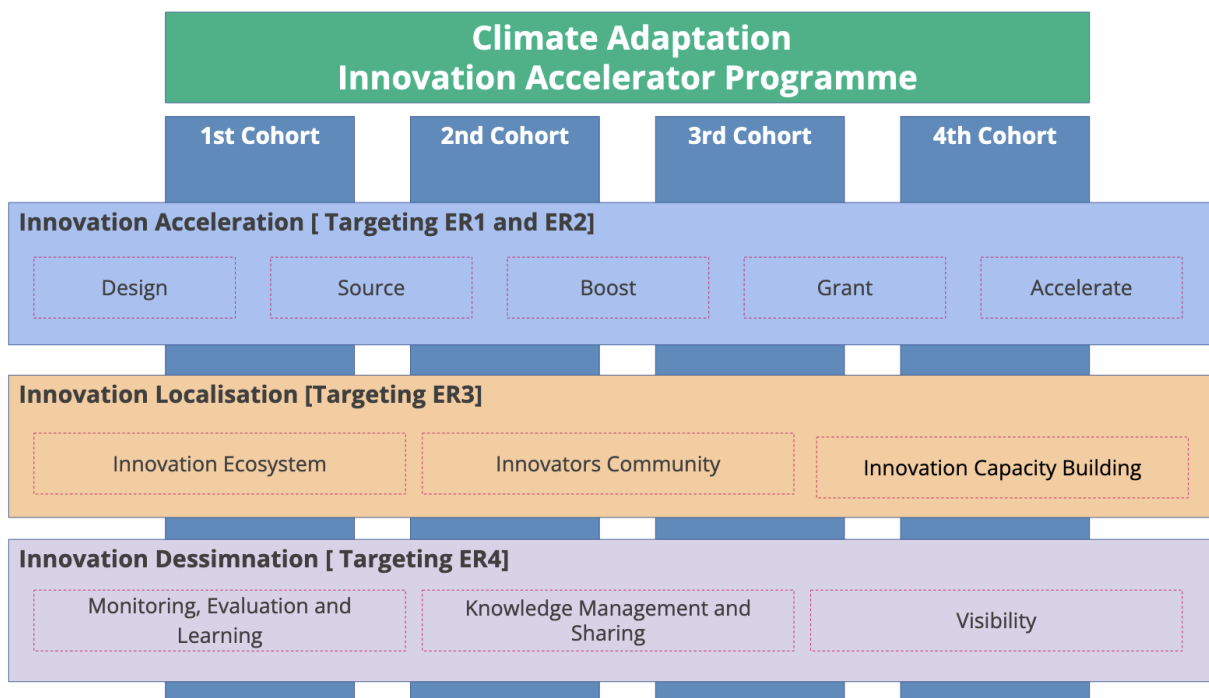 Climate Adaptation
Innovation Accelerator Programme
1st Cohort
2nd Cohort
3rd Cohort
4th Cohort
Innovation Acceleration [ Targeting ER1 and ER2]
Design
Source
Boost
Grant
Accelerate
Innovation Localisation [Targeting ER3]
Innovation Ecosystem
Innovators Community
Innovation Capacity Building
Innovation Dessimnation [ Targeting ER4]
Monitoring, Evaluation and
Learning
Knowledge Management and
Sharing
Visibility